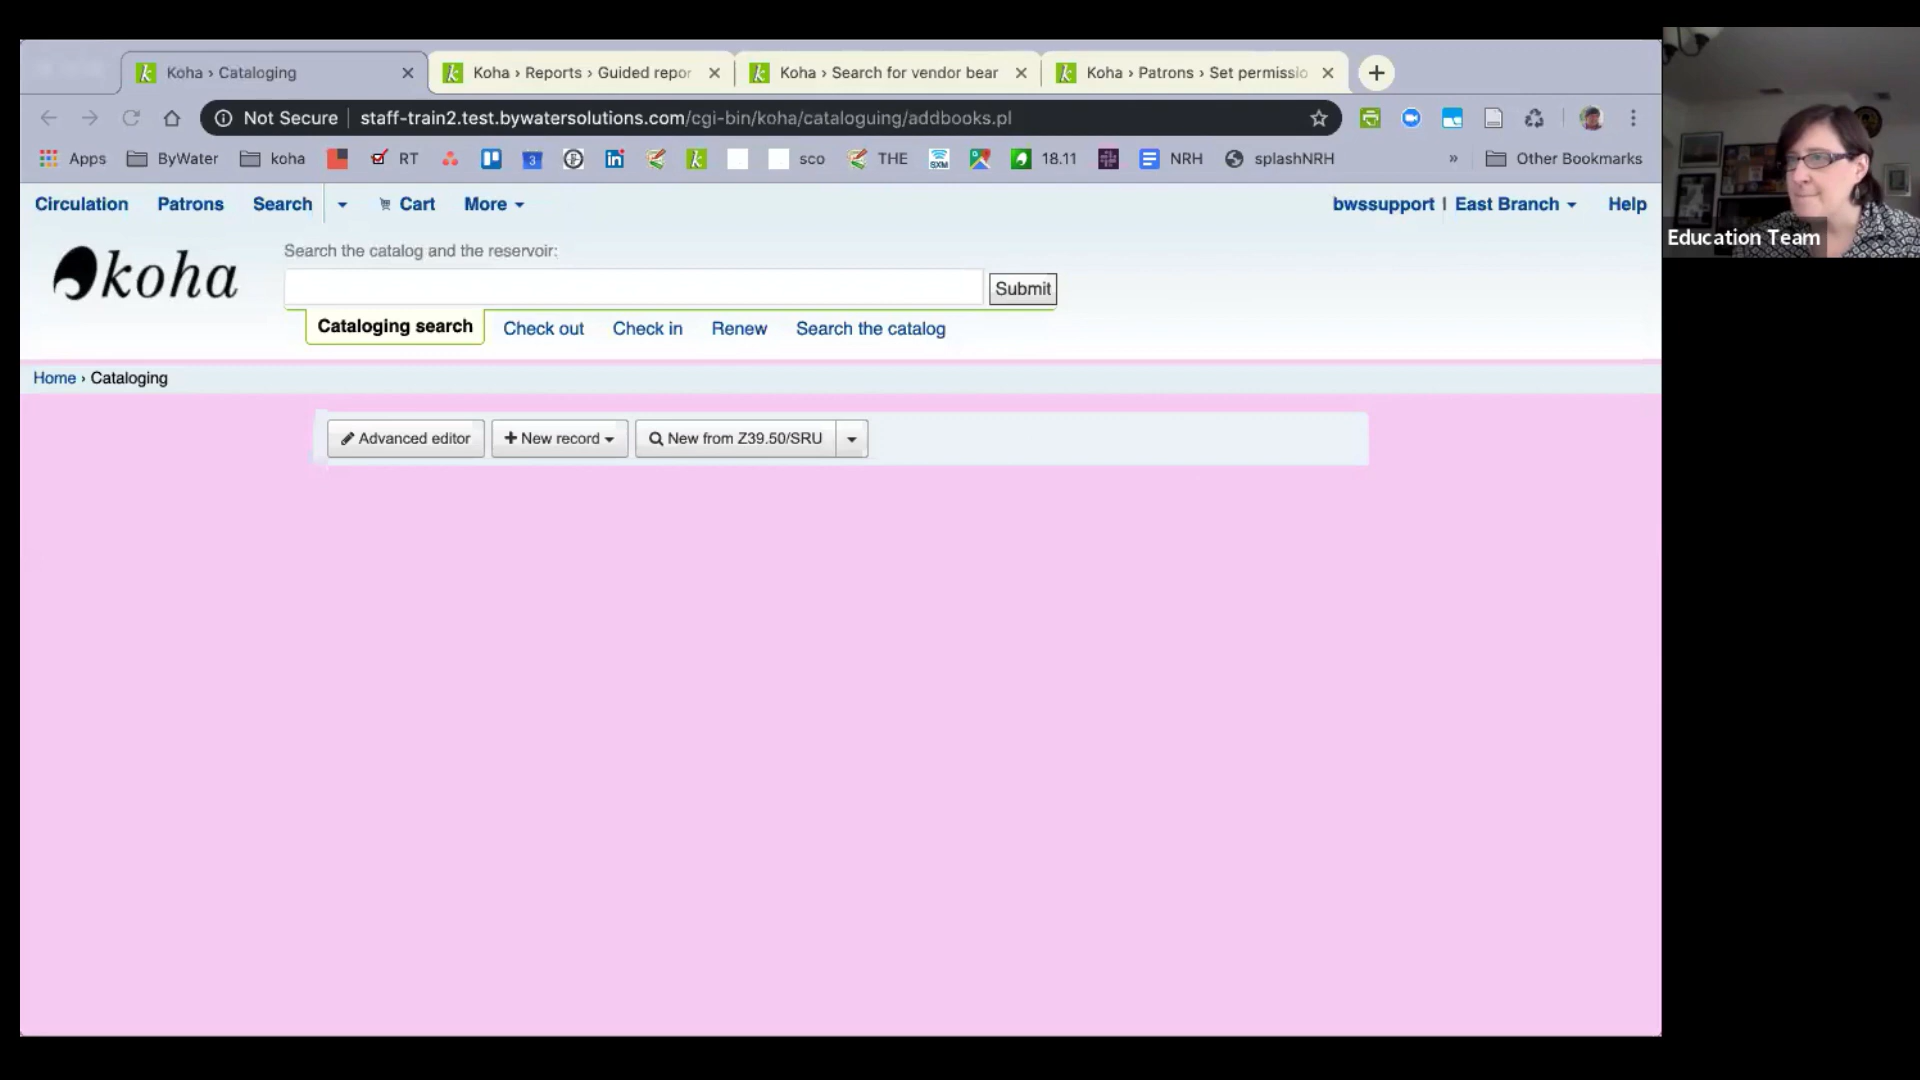 Koha › Cataloging
Koha › Reports › Guided repor
Koha › Search for vendor bear
Koha › Patrons › Set permissio
Not Secure | staff-train2.test.bywatersolutions.com/cgi-bin/koha/cataloguing/addbooks.pl
Apps ByWater koha RT 3 in k sco THE SXM 18.11 NRH splashNRH » Other Bookmarks
Circulation Patrons Search Cart More bwssupport | East Branch Help
koha
Search the catalog and the reservoir:
Submit
Cataloging search Check out Check in Renew Search the catalog
Home › Cataloging
Advanced editor + New record New from Z39.50/SRU
Education Team